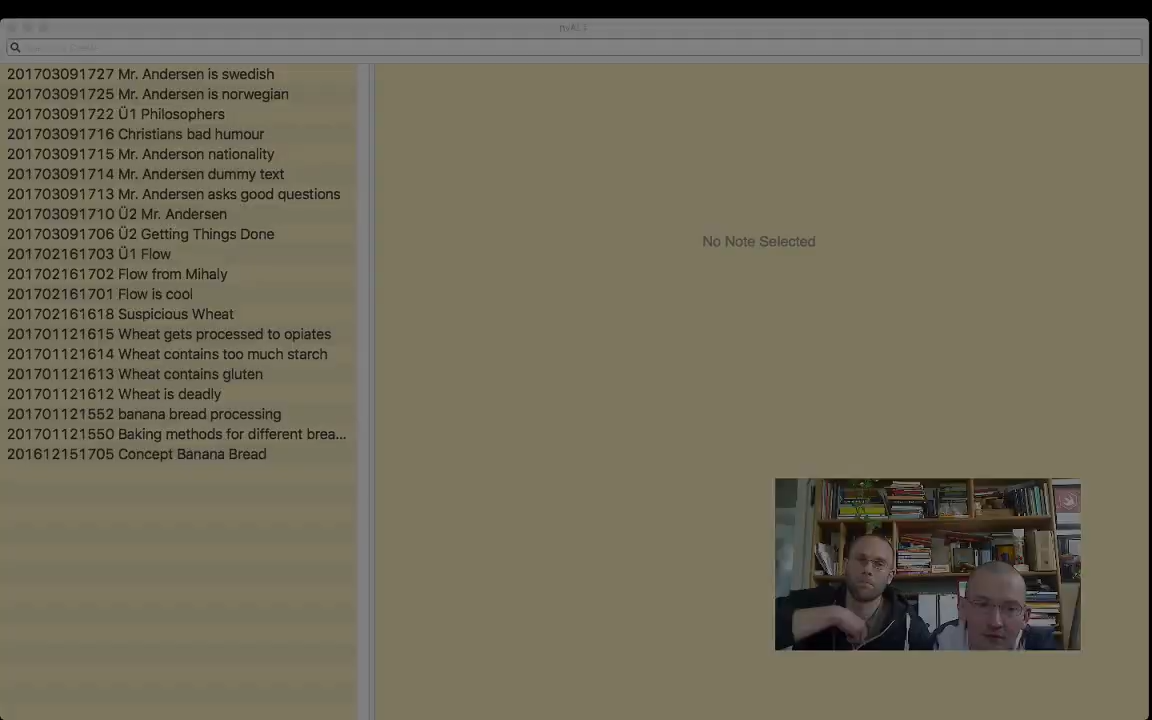 201703091727 Mr. Andersen is swedish
201703091725 Mr. Andersen is norwegian
201703091722 Ü1 Philosophers
201703091716 Christians bad humour
201703091715 Mr. Anderson nationality
201703091714 Mr. Andersen dummy text
201703091713 Mr. Andersen asks good questions
201703091710 Ü2 Mr. Andersen
201703091706 Ü2 Getting Things Done
201702161703 Ü1 Flow
201702161702 Flow from Mihaly
201702161701 Flow is cool
201702161618 Suspicious Wheat
201701121615 Wheat gets processed to opiates
201701121614 Wheat contains too much starch
201701121613 Wheat contains gluten
201701121612 Wheat is deadly
201701121552 banana bread processing
201701121550 Baking methods for different brea...
201612151705 Concept Banana Bread
No Note Selected